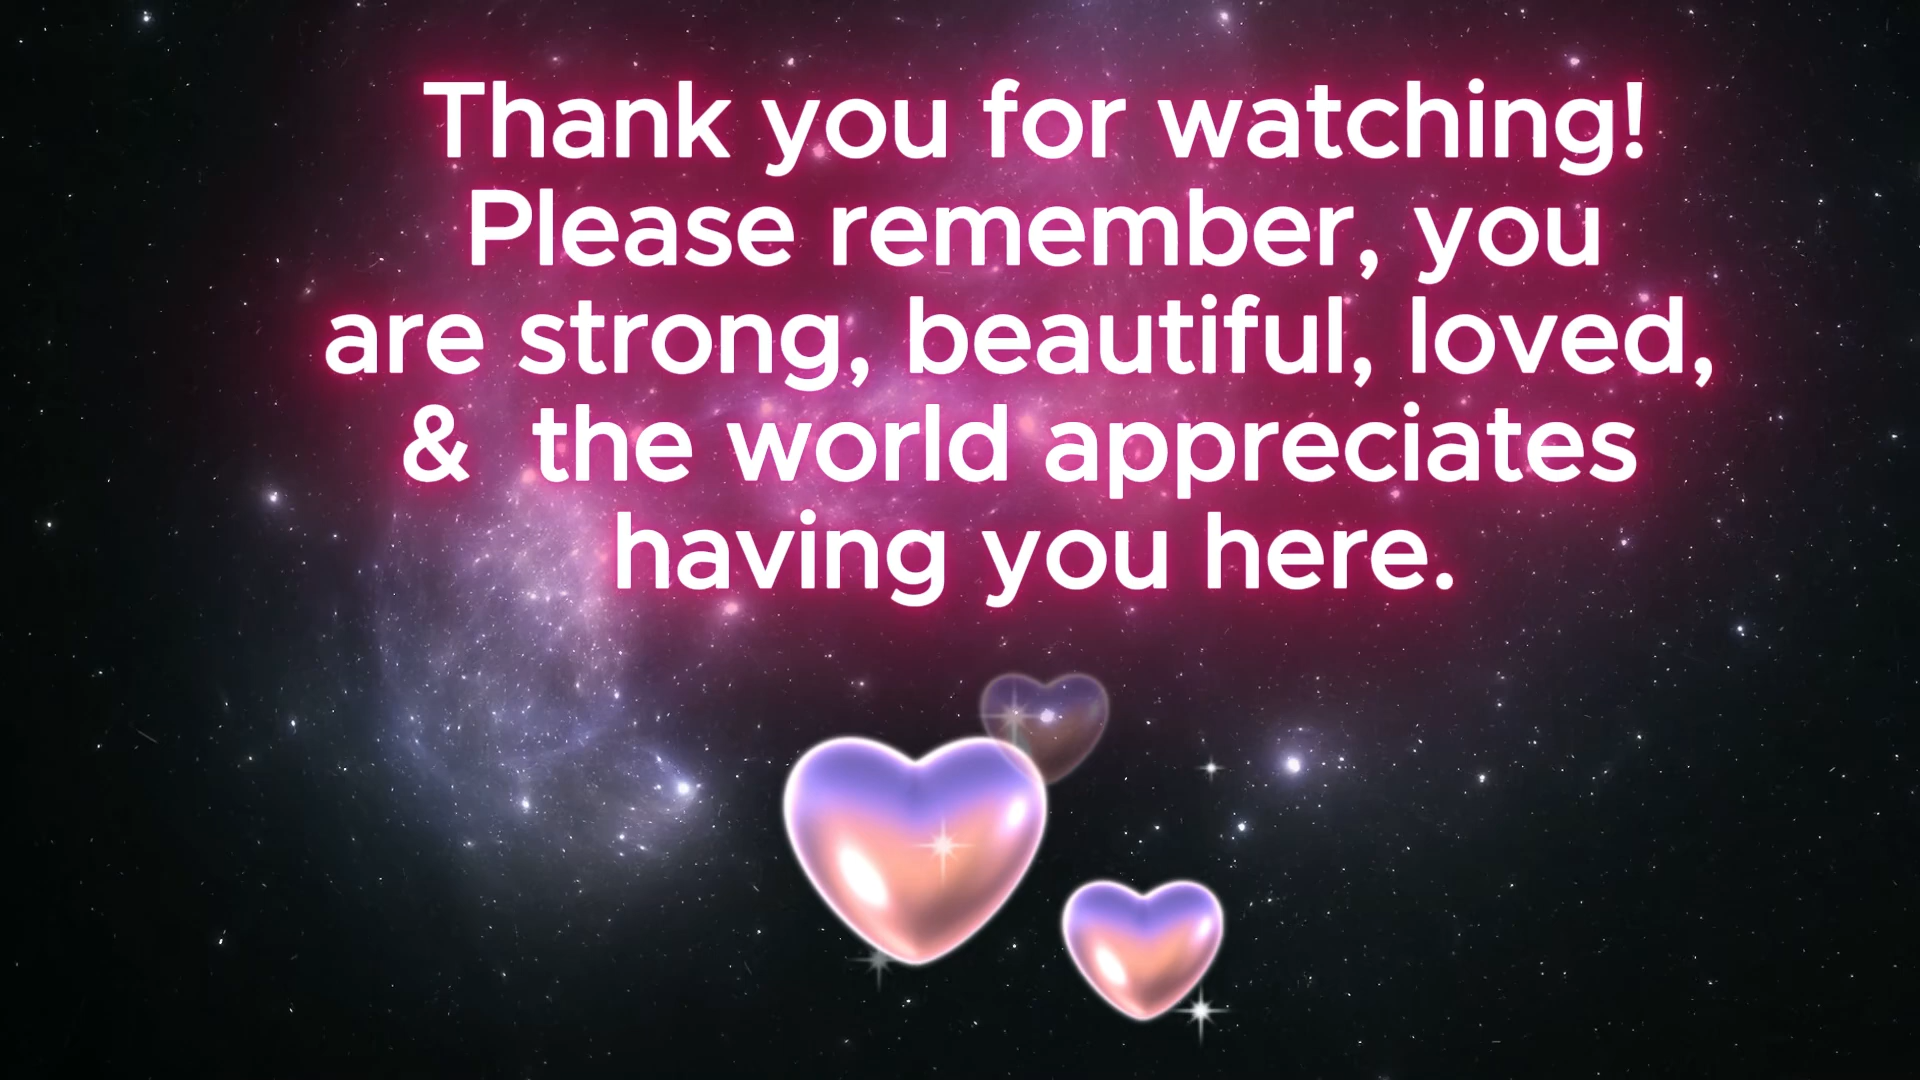 Thank you for watching!
Please remember, you
are strong, beautiful, loved,
&  the world appreciates
having you here.